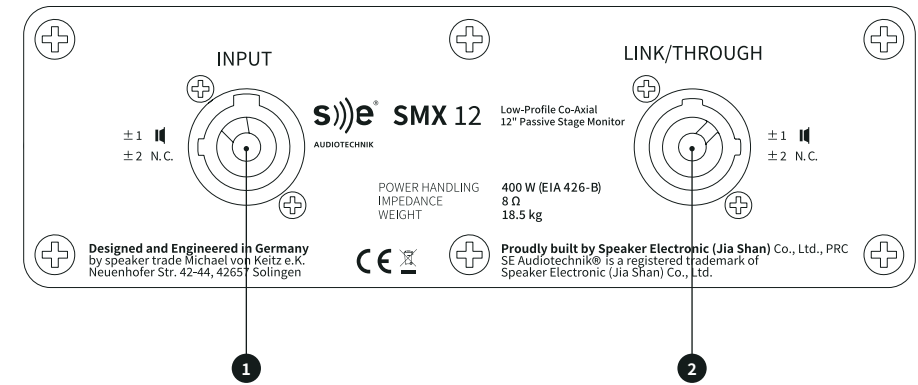 INPUT
LINK/THROUGH
s)))e® SMX 12
AUDIOTECHNIK
Low-Profile Co-Axial
12" Passive Stage Monitor
±1
±2 N.C.
±1
±2 N.C.
POWER HANDLING 400 W (EIA 426-B)
IMPEDANCE 8 Ω
WEIGHT 18.5 kg
Designed and Engineered in Germany
by speaker trade Michael von Keitz e.K.
Neuenhofer Str. 42-44, 42657 Solingen
CE
Proudly built by Speaker Electronic (Jia Shan) Co., Ltd., PRC
SE Audiotechnik® is a registered trademark of
Speaker Electronic (Jia Shan) Co., Ltd.
1
2